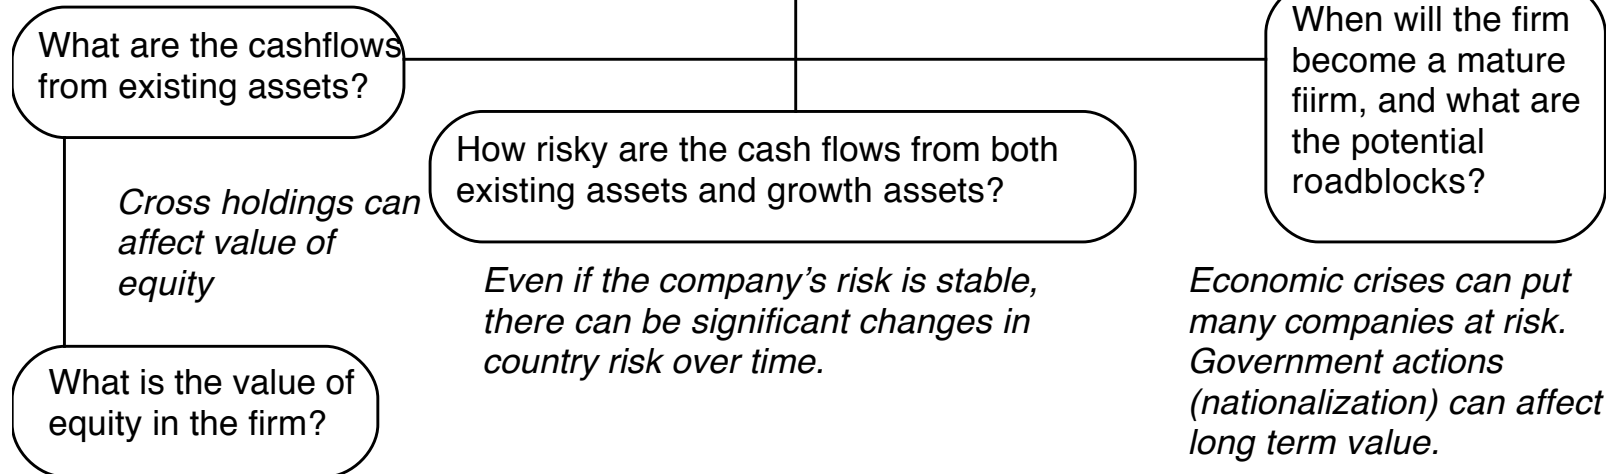 What are the cashflows
from existing assets?
When will the firm
become a mature
fiirm, and what are
the potential
roadblocks?
How risky are the cash flows from both
existing assets and growth assets?
Cross holdings can
affect value of
equity
Even if the company’s risk is stable,
there can be significant changes in
country risk over time.
Economic crises can put
many companies at risk.
Government actions
(nationalization) can affect
long term value.
What is the value of
equity in the firm?